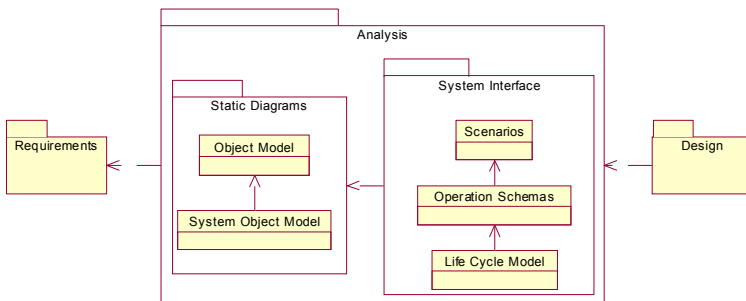 Analysis
System Interface
Static Diagrams
Requirements
Object Model
Scenarios
Design
System Object Model
Operation Schemas
Life Cycle Model